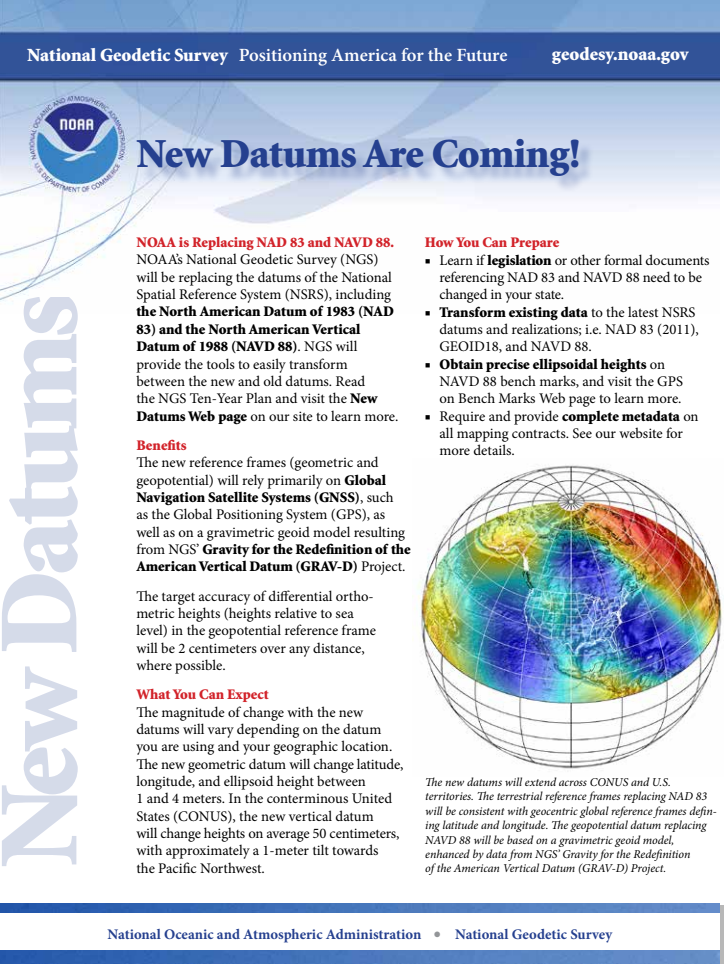 National Geodetic Survey Positioning America for the Future geodesy.noaa.gov
NATIONAL OCEANIC AND ATMOSPHERIC ADMINISTRATION
NOAA
U.S. DEPARTMENT OF COMMERCE
New Datums Are Coming!
New Datums
NOAA is Replacing NAD 83 and NAVD 88.
NOAA's National Geodetic Survey (NGS)
will be replacing the datums of the National
Spatial Reference System (NSRS), including
the North American Datum of 1983 (NAD
83) and the North American Vertical
Datum of 1988 (NAVD 88). NGS will
provide the tools to easily transform
between the new and old datums. Read
the NGS Ten-Year Plan and visit the New
Datums Web page on our site to learn more.
Benefits
The new reference frames (geometric and
geopotential) will rely primarily on Global
Navigation Satellite Systems (GNSS), such
as the Global Positioning System (GPS), as
well as on a gravimetric geoid model resulting
from NGS' Gravity for the Redefinition of the
American Vertical Datum (GRAV-D) Project.
The target accuracy of differential ortho-
metric heights (heights relative to sea
level) in the geopotential reference frame
will be 2 centimeters over any distance,
where possible.
What You Can Expect
The magnitude of change with the new
datums will vary depending on the datum
you are using and your geographic location.
The new geometric datum will change latitude,
longitude, and ellipsoid height between
1 and 4 meters. In the conterminous United
States (CONUS), the new vertical datum
will change heights on average 50 centimeters,
with approximately a 1-meter tilt towards
the Pacific Northwest.
How You Can Prepare
▪ Learn if legislation or other formal documents
referencing NAD 83 and NAVD 88 need to be
changed in your state.
▪ Transform existing data to the latest NSRS
datums and realizations; i.e. NAD 83 (2011),
GEOID18, and NAVD 88.
▪ Obtain precise ellipsoidal heights on
NAVD 88 bench marks, and visit the GPS
on Bench Marks Web page to learn more.
▪ Require and provide complete metadata on
all mapping contracts. See our website for
more details.
The new datums will extend across CONUS and U.S.
territories. The terrestrial reference frames replacing NAD 83
will be consistent with geocentric global reference frames defin-
ing latitude and longitude. The geopotential datum replacing
NAVD 88 will be based on a gravimetric geoid model,
enhanced by data from NGS' Gravity for the Redefinition
of the American Vertical Datum (GRAV-D) Project.
National Oceanic and Atmospheric Administration • National Geodetic Survey